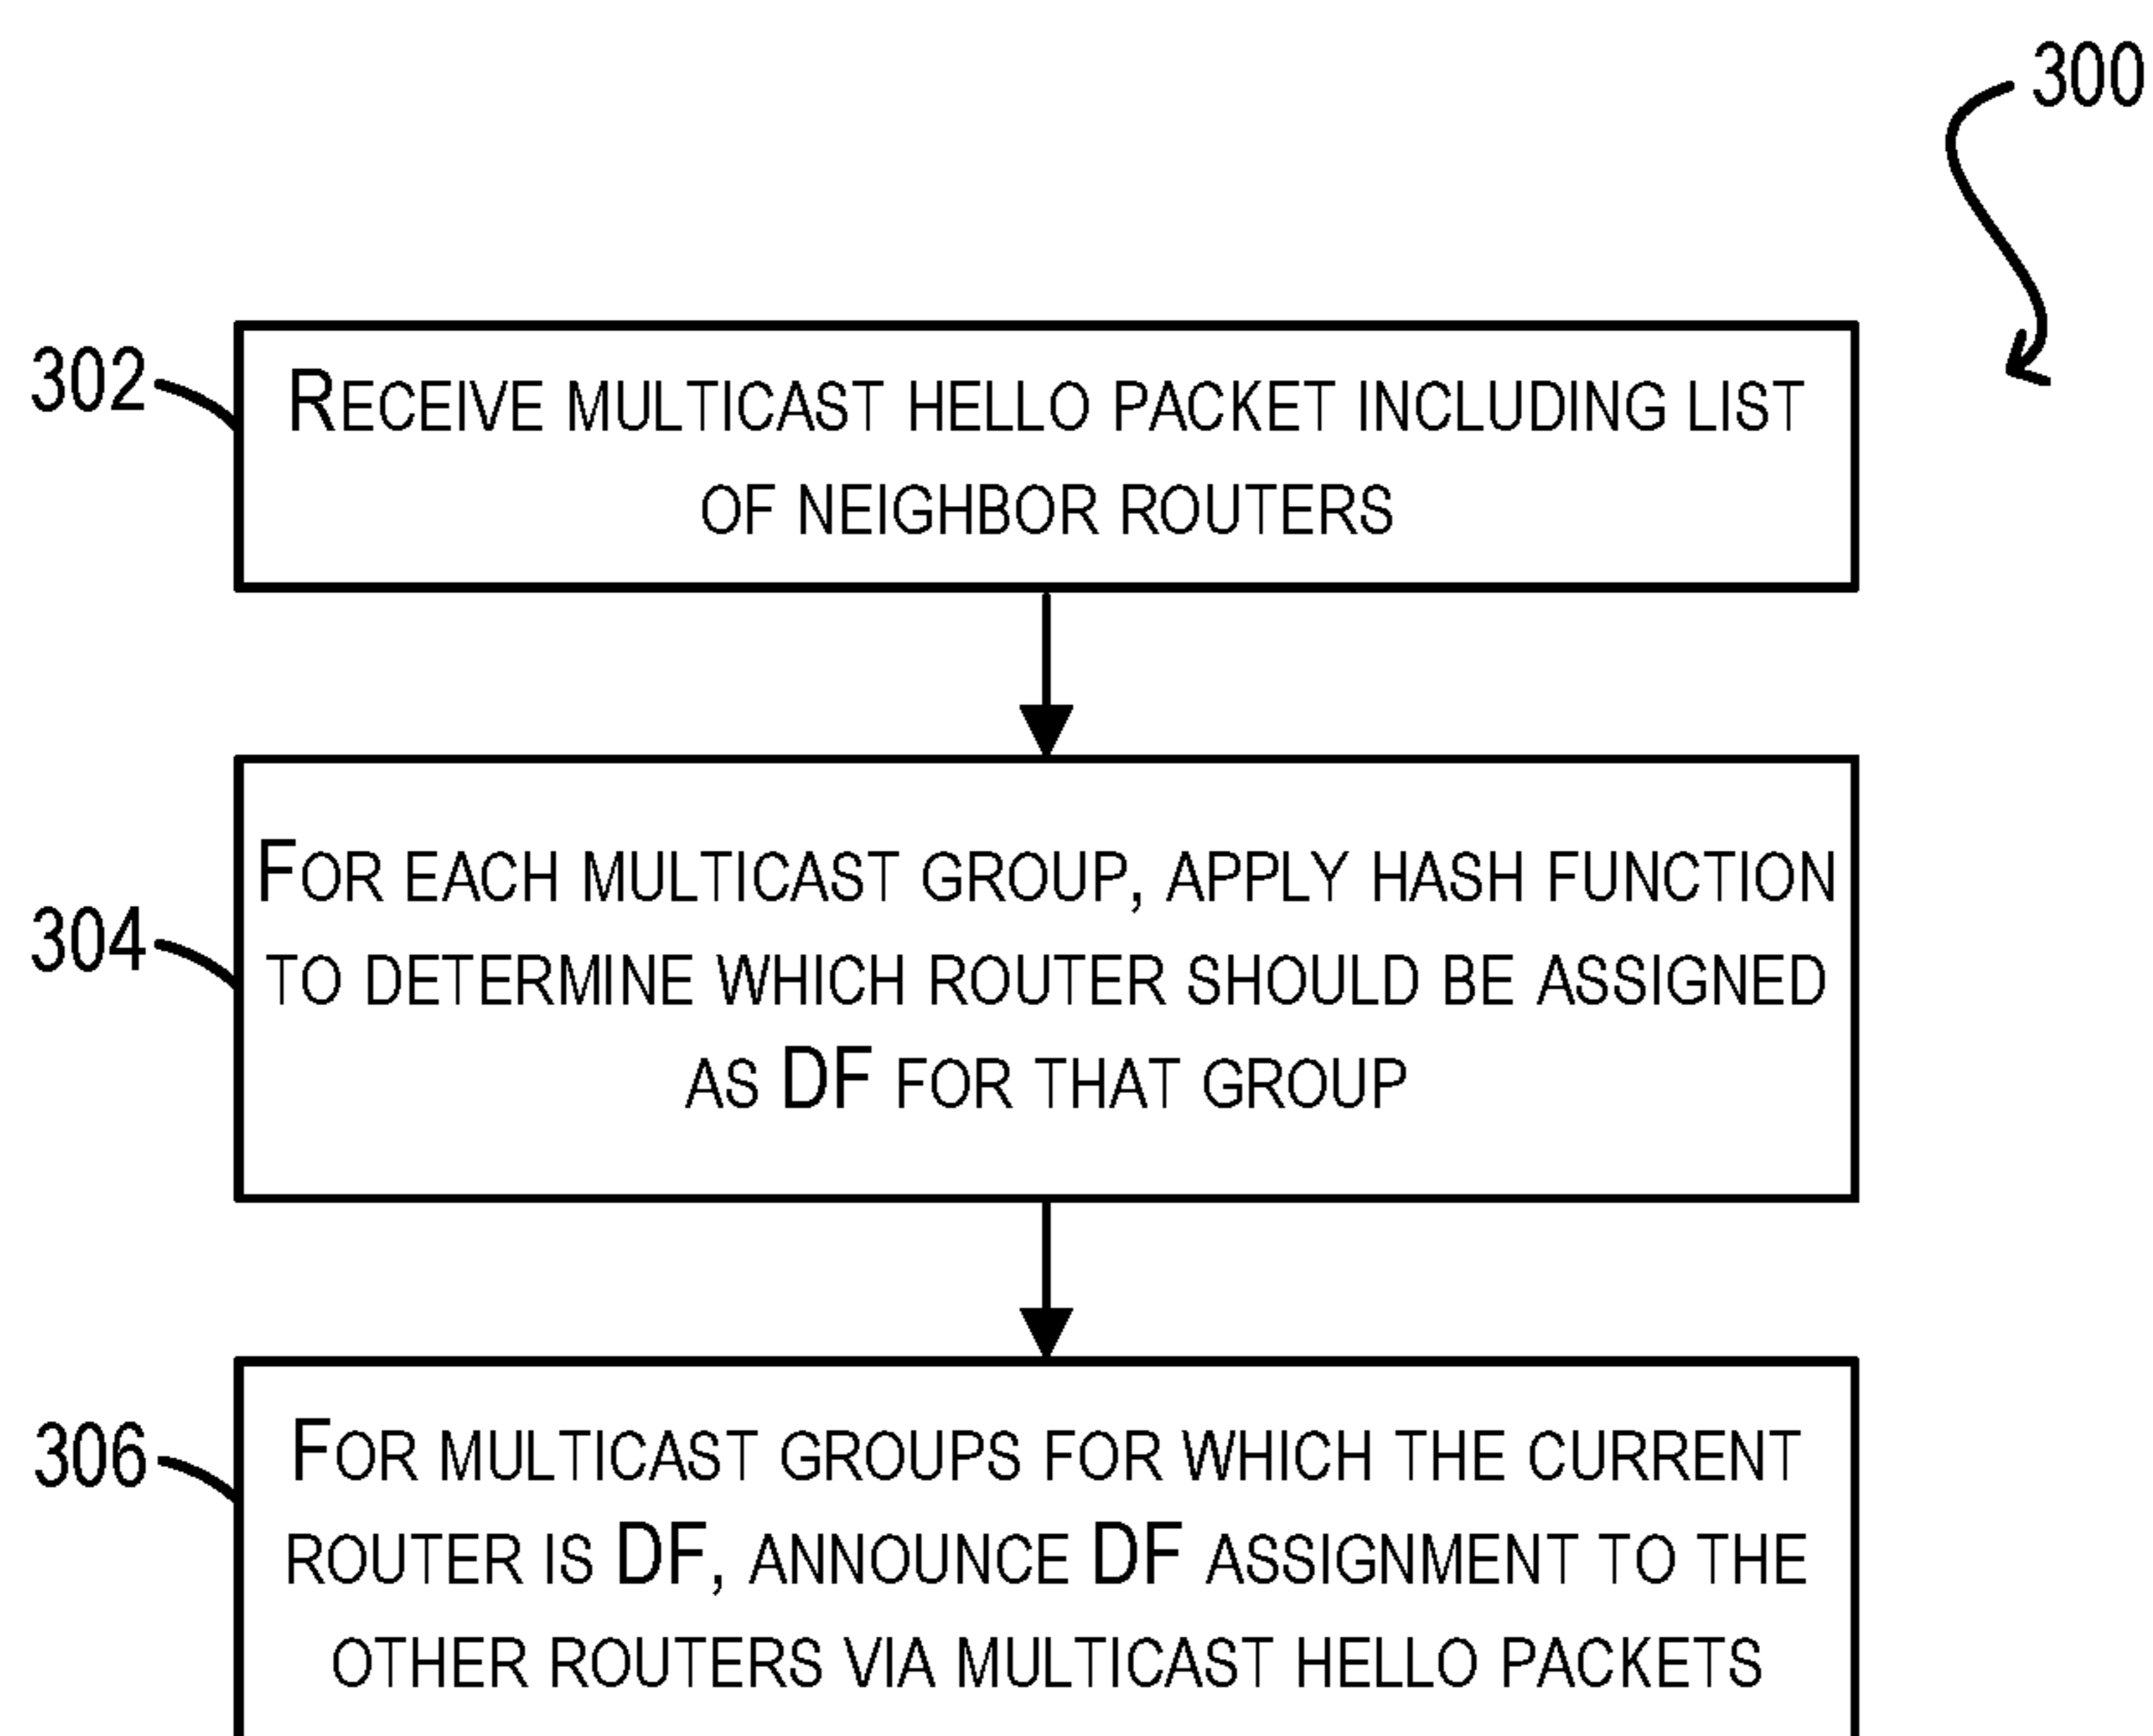 300
302
RECEIVE MULTICAST HELLO PACKET INCLUDING LIST
OF NEIGHBOR ROUTERS
304
FOR EACH MULTICAST GROUP, APPLY HASH FUNCTION
TO DETERMINE WHICH ROUTER SHOULD BE ASSIGNED
AS DF FOR THAT GROUP
306
FOR MULTICAST GROUPS FOR WHICH THE CURRENT
ROUTER IS DF, ANNOUNCE DF ASSIGNMENT TO THE
OTHER ROUTERS VIA MULTICAST HELLO PACKETS